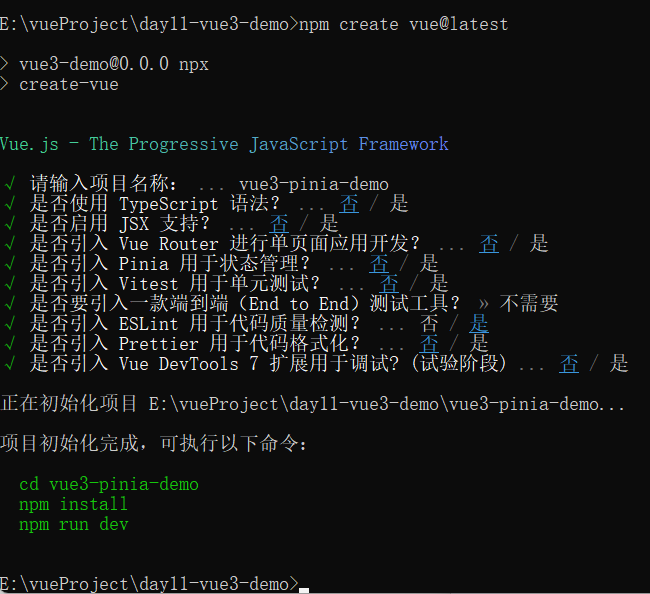 E:\vueProject\day11-vue3-demo>npm create vue@latest
> vue3-demo@0.0.0 npx
> create-vue
Vue.js - The Progressive JavaScript Framework
√ 请输入项目名称： ... vue3-pinia-demo
√ 是否使用 TypeScript 语法？ ... 否 / 是
√ 是否启用 JSX 支持？ ... 否 / 是
√ 是否引入 Vue Router 进行单页面应用开发？ ... 否 / 是
√ 是否引入 Pinia 用于状态管理？ ... 否 / 是
√ 是否引入 Vitest 用于单元测试？ ... 否 / 是
√ 是否要引入一款端到端（End to End）测试工具？ » 不需要
√ 是否引入 ESLint 用于代码质量检测？ ... 否 / 是
√ 是否引入 Prettier 用于代码格式化？ ... 否 / 是
√ 是否引入 Vue DevTools 7 扩展用于调试? (试验阶段) ... 否 / 是
正在初始化项目 E:\vueProject\day11-vue3-demo\vue3-pinia-demo...
项目初始化完成，可执行以下命令：
cd vue3-pinia-demo
npm install
npm run dev
E:\vueProject\day11-vue3-demo>